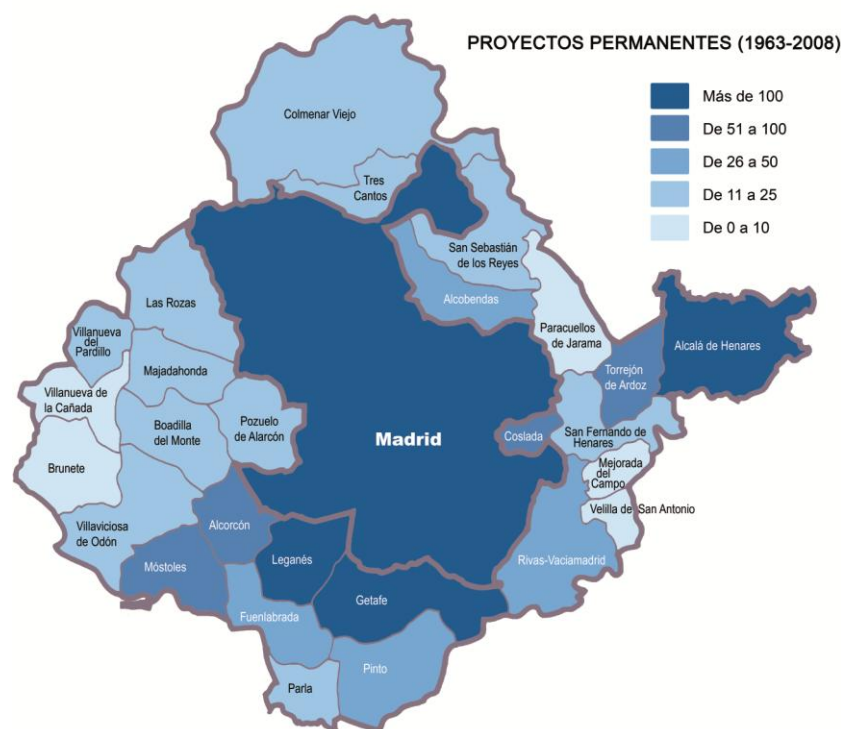 PROYECTOS PERMANENTES (1963-2008)
Más de 100
De 51 a 100
De 26 a 50
De 11 a 25
De 0 a 10
Colmenar Viejo
Tres
Cantos
San Sebastián
de los Reyes
Alcobendas
Las Rozas
Paracuellos
de Jarama
Villanueva
del
Pardillo
Alcalá de Henares
Majadahonda
Torrejón
de Ardoz
Villanueva de
la Cañada
Boadilla
del Monte
Pozuelo
de Alarcón
Madrid
Coslada
San Fernando de
Henares
Brunete
Mejorada
del
Campo
Velilla de San Antonio
Villaviciosa
de Odón
Alcorcón
Leganés
Rivas-Vaciamadrid
Móstoles
Getafe
Fuenlabrada
Pinto
Parla